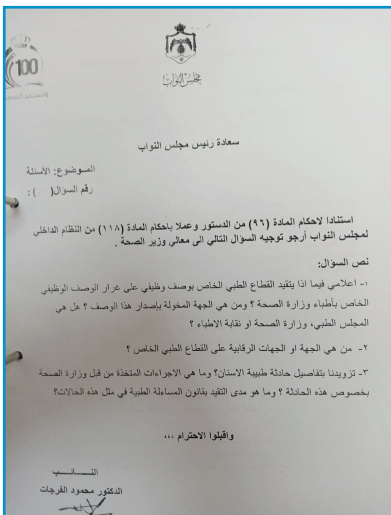 100
مجلس النواب
سعادة رئيس مجلس النواب
الموضوع: الأسئلة
رقم السؤال( ) :
استنادا لاحكام المادة (٩٦) من الدستور وعملا باحكام المادة (١١٨) من النظام الداخلي
لمجلس النواب أرجو توجيه السؤال التالي الى معالي وزير الصحة .
نص السؤال:
١- اعلامي فيما اذا يتقيد القطاع الطبي الخاص بوصف وظيفي على غرار الوصف الوظيفي
الخاص بأطباء وزارة الصحة ؟ ومن هي الجهة المخولة بإصدار هذا الوصف ؟ هل هي
المجلس الطبي، وزارة الصحة او نقابة الاطباء ؟
٢- من هي الجهة او الجهات الرقابية على القطاع الطبي الخاص ؟
٣- تزويدنا بتفاصيل حادثة طبيبة الاسنان؟ وما هي الاجراءات المتخذة من قبل وزارة الصحة
بخصوص هذه الحادثة ؟ وما هو مدى التقيد بقانون المساءلة الطبية في مثل هذه الحالات؟
واقبلوا الاحترام ،،،
النــائــب
الدكتور محمود الفرجات